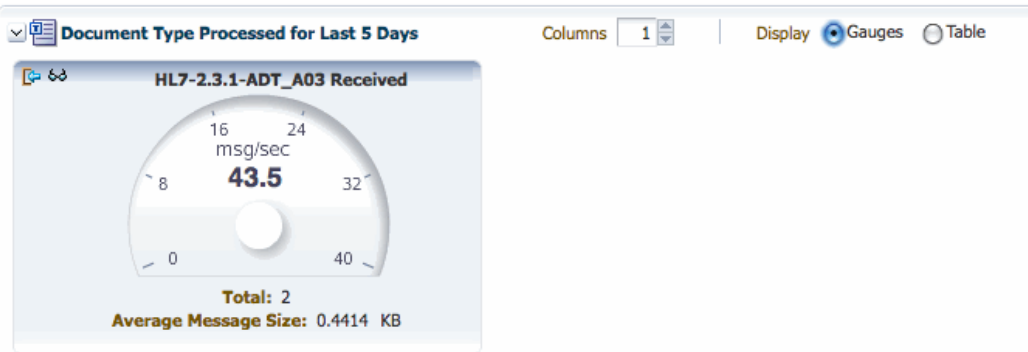 Document Type Processed for Last 5 Days Columns 1 Display Gauges Table
HL7-2.3.1-ADT_A03 Received
16 24
msg/sec
43.5
8 32
0 40
Total: 2
Average Message Size: 0.4414 KB